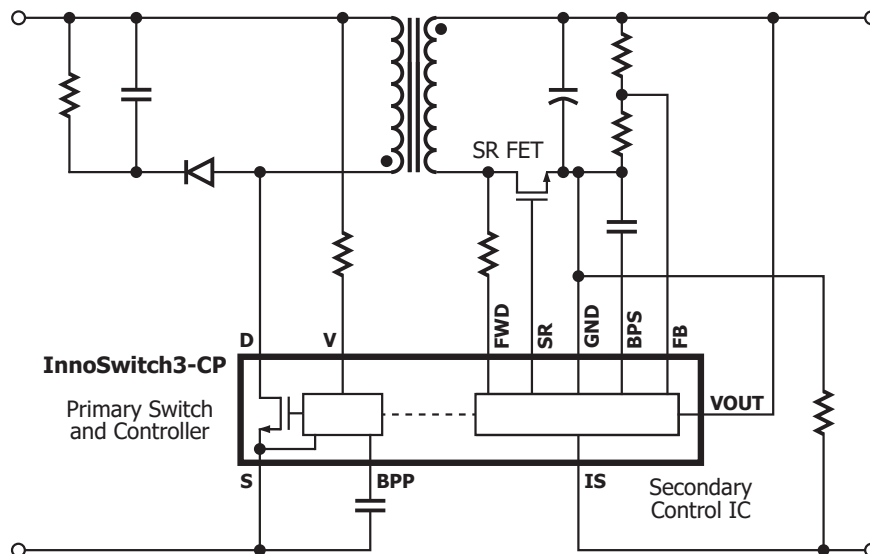 SR FET
D
V
FWD
SR
GND
BPS
FB
InnoSwitch3-CP
Primary Switch
and Controller
VOUT
S
BPP
IS
Secondary
Control IC